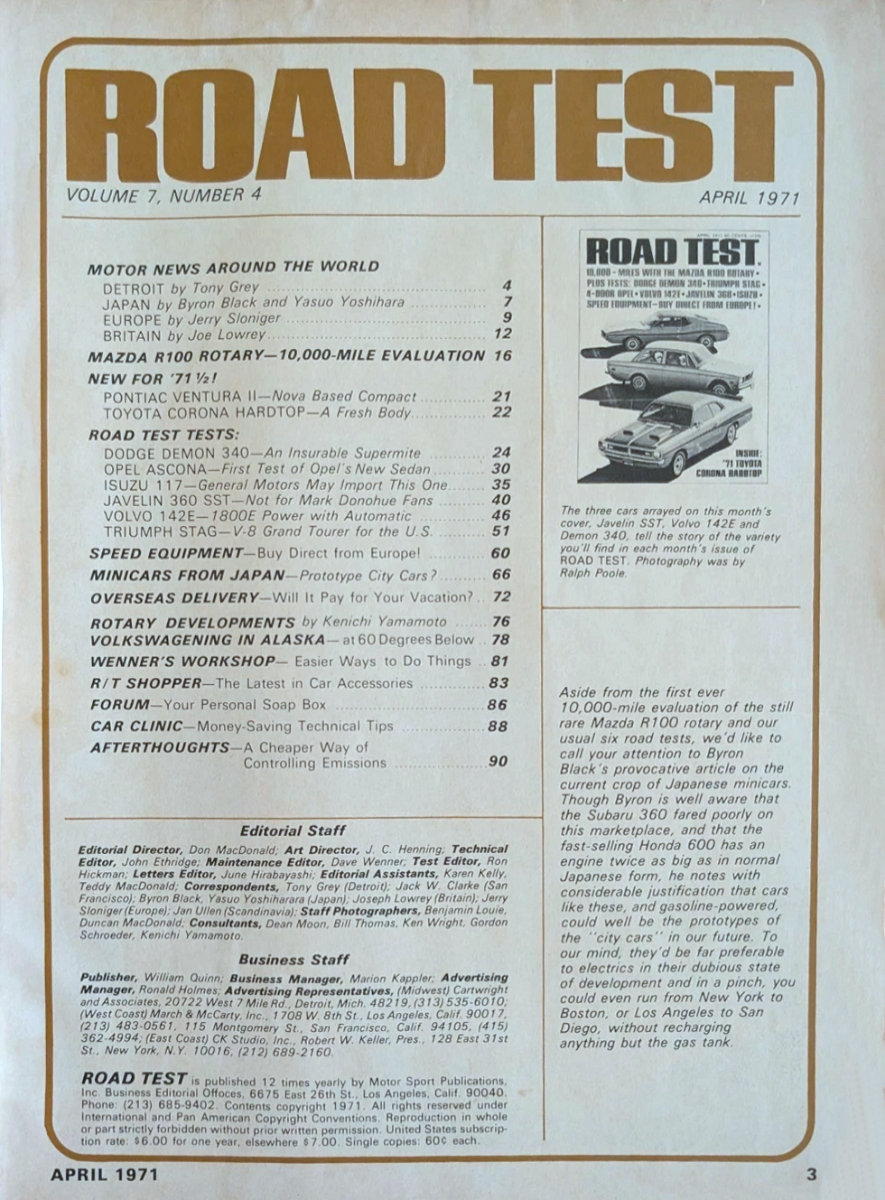 ROAD TEST
VOLUME 7, NUMBER 4
APRIL 1971
MOTOR NEWS AROUND THE WORLD
DETROIT by Tony Grey ........ 4
JAPAN by Byron Black and Yasuo Yoshihara ........ 7
EUROPE by Jerry Sloniger ........ 9
BRITAIN by Joe Lowrey ........ 12
MAZDA R100 ROTARY—10,000-MILE EVALUATION 16
NEW FOR '71½!
PONTIAC VENTURA II—Nova Based Compact ........ 21
TOYOTA CORONA HARDTOP—A Fresh Body ........ 22
ROAD TEST TESTS:
DODGE DEMON 340—An Insurable Supermite ........ 24
OPEL ASCONA—First Test of Opel's New Sedan ........ 30
ISUZU 117—General Motors May Import This One ........ 35
JAVELIN 360 SST—Not for Mark Donohue Fans ........ 40
VOLVO 142E—1800E Power with Automatic ........ 46
TRIUMPH STAG—V-8 Grand Tourer for the U.S. ........ 51
SPEED EQUIPMENT—Buy Direct from Europe! ........ 60
MINICARS FROM JAPAN—Prototype City Cars? ........ 66
OVERSEAS DELIVERY—Will It Pay for Your Vacation? .. 72
ROTARY DEVELOPMENTS by Kenichi Yamamoto ........ 76
VOLKSWAGENING IN ALASKA—at 60 Degrees Below .. 78
WENNER'S WORKSHOP— Easier Ways to Do Things .. 81
R/T SHOPPER—The Latest in Car Accessories ........ 83
FORUM—Your Personal Soap Box ........ 86
CAR CLINIC—Money-Saving Technical Tips ........ 88
AFTERTHOUGHTS—A Cheaper Way of
Controlling Emissions ........ 90
Editorial Staff
Editorial Director, Don MacDonald; Art Director, J. C. Henning; Technical
Editor, John Ethridge; Maintenance Editor, Dave Wenner; Test Editor, Ron
Hickman; Letters Editor, June Hirabayashi; Editorial Assistants, Karen Kelly,
Teddy MacDonald; Correspondents, Tony Grey (Detroit); Jack W. Clarke (San
Francisco); Byron Black, Yasuo Yoshiharara (Japan); Joseph Lowrey (Britain); Jerry
Sloniger (Europe); Jan Ullen (Scandinavia); Staff Photographers, Benjamin Louie,
Duncan MacDonald; Consultants, Dean Moon, Bill Thomas, Ken Wright, Gordon
Schroeder, Kenichi Yamamoto.
Business Staff
Publisher, William Quinn; Business Manager, Marion Kappler; Advertising
Manager, Ronald Holmes; Advertising Representatives, (Midwest) Cartwright
and Associates, 20722 West 7 Mile Rd., Detroit, Mich. 48219, (313) 535-6010;
(West Coast) March & McCarty, Inc., 1708 W. 8th St., Los Angeles, Calif. 90017,
(213) 483-0561, 115 Montgomery St., San Francisco, Calif. 94105, (415)
362-4994; (East Coast) CK Studio, Inc., Robert W. Keller, Pres., 128 East 31st
St., New York, N.Y. 10016, (212) 689-2160.
ROAD TEST is published 12 times yearly by Motor Sport Publications,
Inc. Business Editorial Offoces, 6675 East 26th St., Los Angeles, Calif. 90040.
Phone: (213) 685-9402. Contents copyright 1971. All rights reserved under
International and Pan American Copyright Conventions. Reproduction in whole
or part strictly forbidden without prior written permission. United States subscrip-
tion rate: $6.00 for one year, elsewhere $7.00. Single copies: 60¢ each.
ROAD TEST.
10,000-MILES WITH THE MAZDA R100 ROTARY•
PLUS TESTS: DODGE DEMON 340•TRIUMPH STAG•
4-DOOR OPEL•VOLVO 142E•JAVELIN 360•ISUZU•
SPEED EQUIPMENT—BUY DIRECT FROM EUROPE!•
INSIDE:
'71 TOYOTA
CORONA HARDTOP
The three cars arrayed on this month's
cover, Javelin SST, Volvo 142E and
Demon 340, tell the story of the variety
you'll find in each month's issue of
ROAD TEST. Photography was by
Ralph Poole.
Aside from the first ever
10,000-mile evaluation of the still
rare Mazda R100 rotary and our
usual six road tests, we'd like to
call your attention to Byron
Black's provocative article on the
current crop of Japanese minicars.
Though Byron is well aware that
the Subaru 360 fared poorly on
this marketplace, and that the
fast-selling Honda 600 has an
engine twice as big as in normal
Japanese form, he notes with
considerable justification that cars
like these, and gasoline-powered,
could well be the prototypes of
the "city cars" in our future. To
our mind, they'd be far preferable
to electrics in their dubious state
of development and in a pinch, you
could even run from New York to
Boston, or Los Angeles to San
Diego, without recharging
anything but the gas tank.
APRIL 1971
3